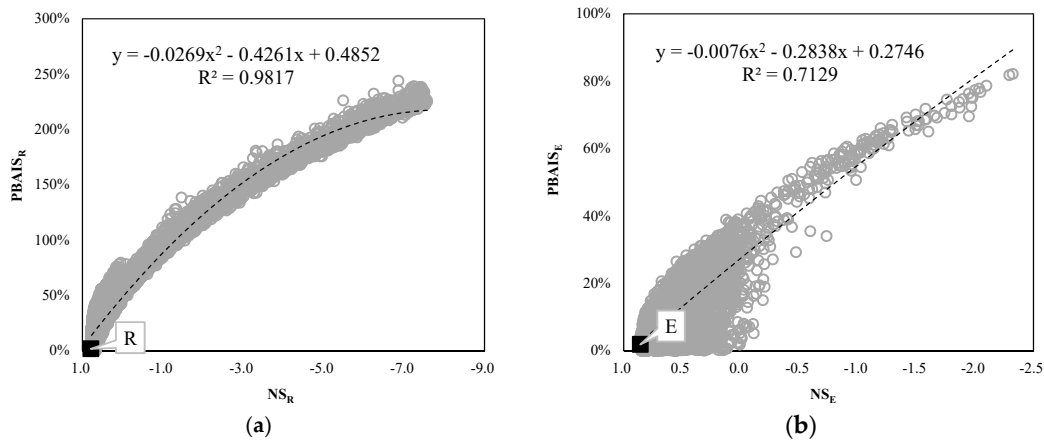 300%
250%
200%
150%
100%
50%
0%
PBAIS_R
y = -0.0269x² - 0.4261x + 0.4852
R² = 0.9817
R
1.0 -1.0 -3.0 -5.0 -7.0 -9.0
NS_R
(a)
100%
80%
60%
40%
20%
0%
PBAIS_E
y = -0.0076x² - 0.2838x + 0.2746
R² = 0.7129
E
1.0 0.5 0.0 -0.5 -1.0 -1.5 -2.0 -2.5
NS_E
(b)